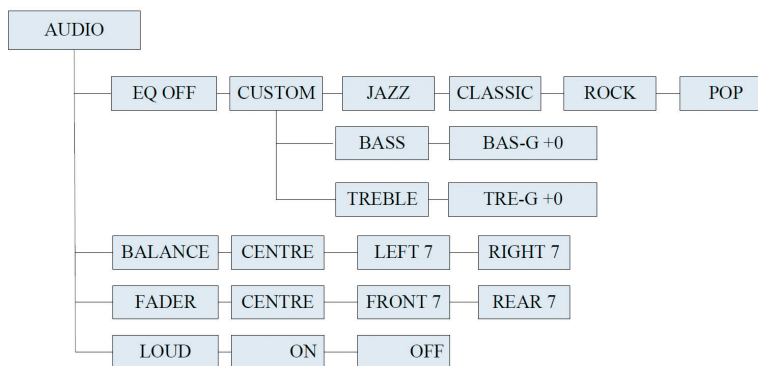 AUDIO
EQ OFF CUSTOM JAZZ CLASSIC ROCK POP
BASS BAS-G +0
TREBLE TRE-G +0
BALANCE CENTRE LEFT 7 RIGHT 7
FADER CENTRE FRONT 7 REAR 7
LOUD ON OFF